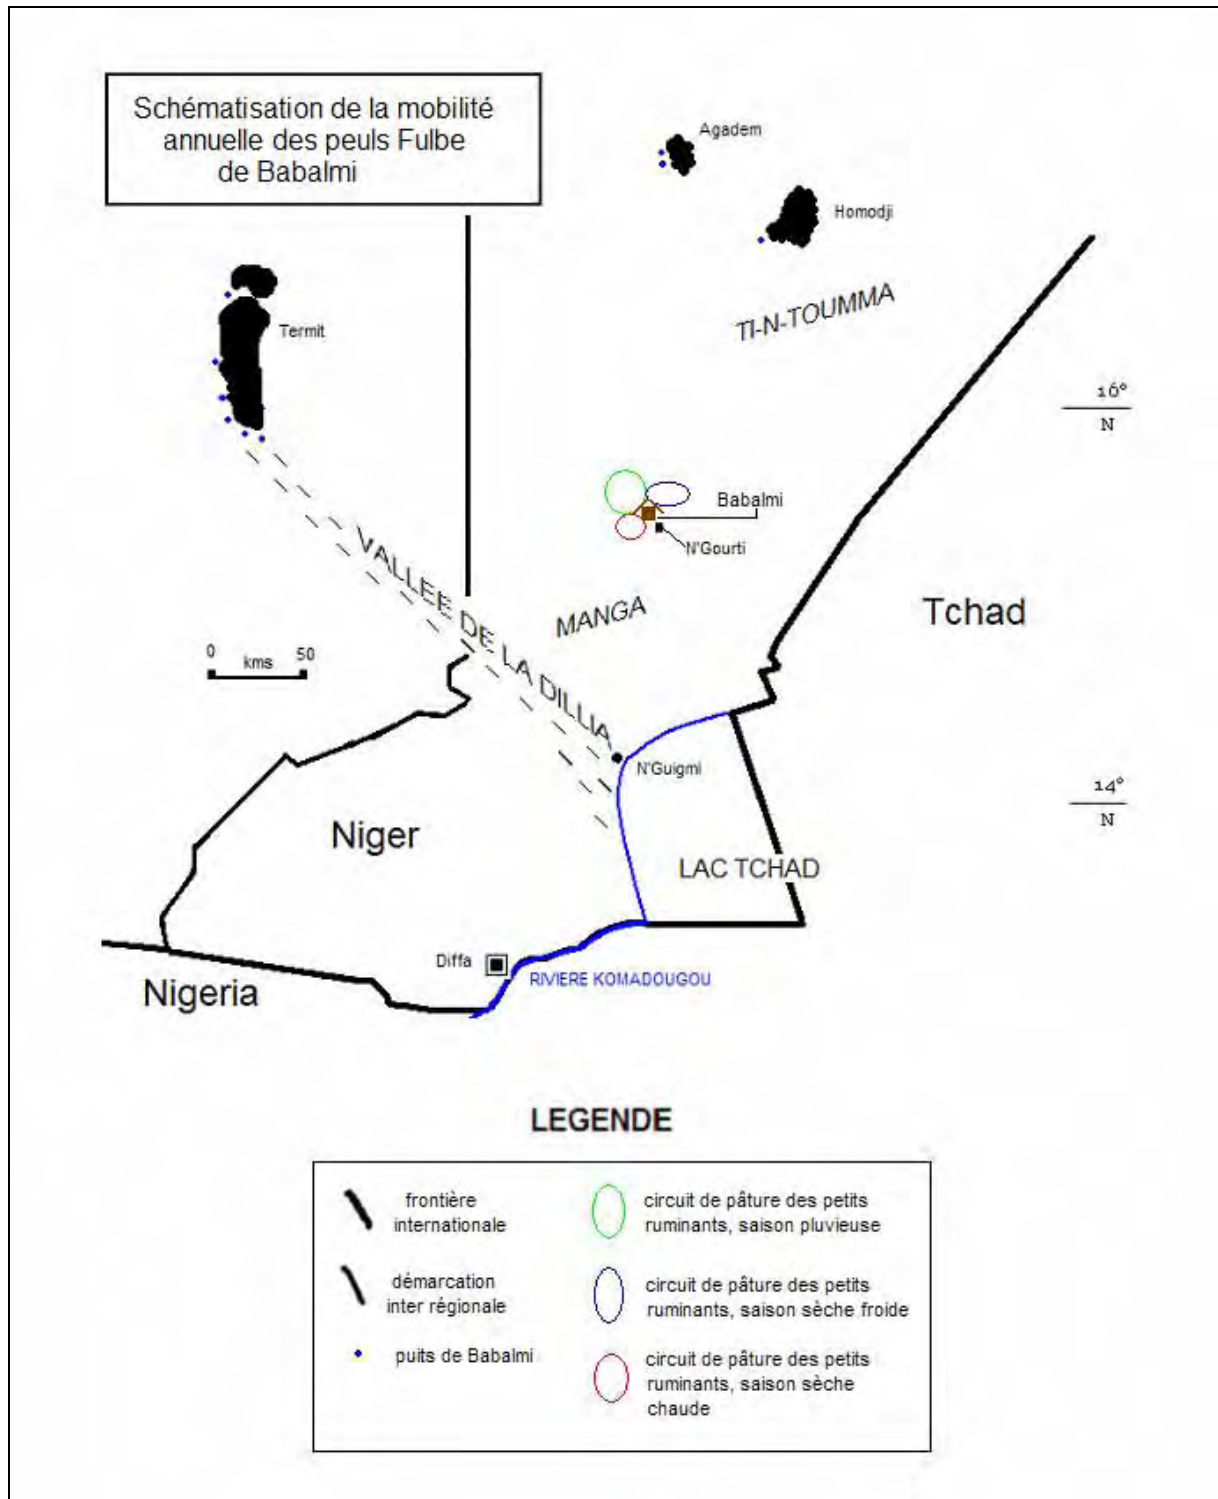 Schématisation de la mobilité
annuelle des peuls Fulbe
de Babalmi
Agadem
Homodji
TI-N-TOUMMA
Termit
16°
N
Babalmi
N'Gourti
VALLEE DE LA DILLIA
MANGA
Tchad
0 kms 50
N'Guigmi
14°
N
Niger
LAC TCHAD
Diffa
RIVIERE KOMADOUGOU
Nigeria
LEGENDE
frontière
internationale
démarcation
inter régionale
puits de Babalmi
circuit de pâture des petits
ruminants, saison pluvieuse
circuit de pâture des petits
ruminants, saison sèche froide
circuit de pâture des petits
ruminants, saison sèche
chaude